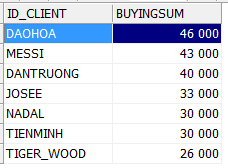 ID_CLIENT BUYINGSUM
DAOHOA 46 000
MESSI 43 000
DANTRUONG 40 000
JOSEE 33 000
NADAL 30 000
TIENMINH 30 000
TIGER_WOOD 26 000